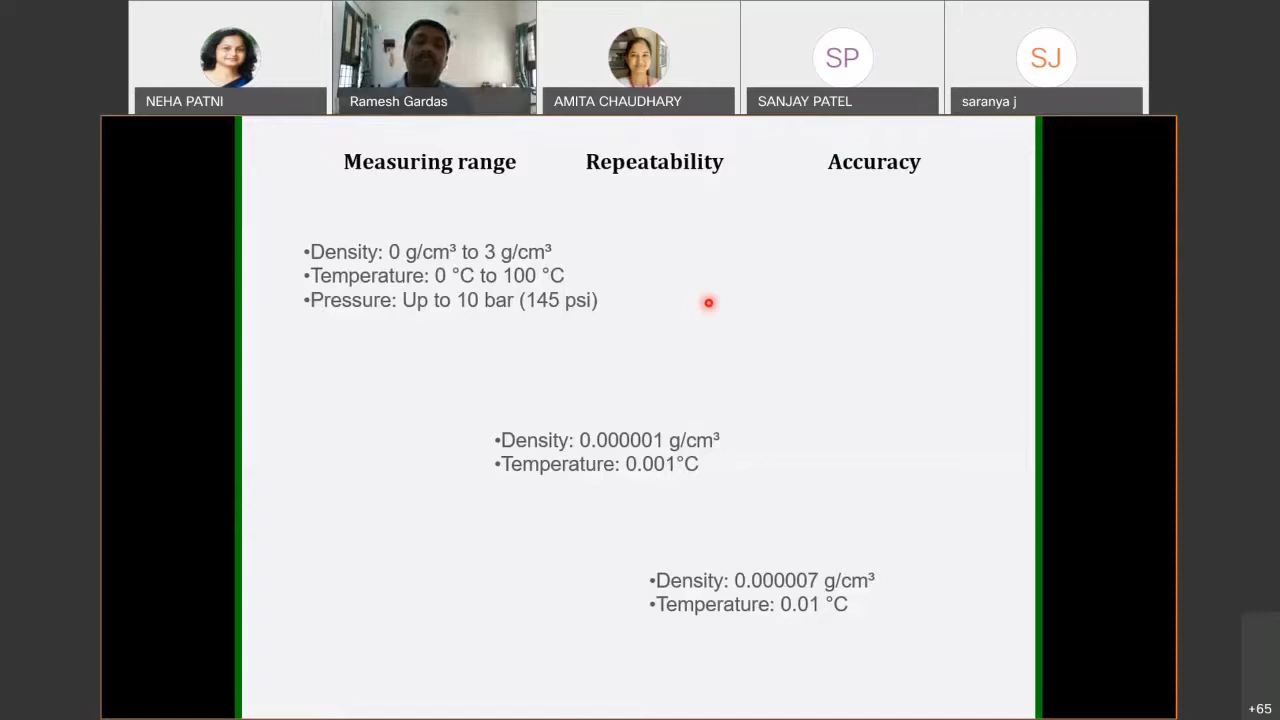 NEHA PATNI
Ramesh Gardas
AMITA CHAUDHARY
SP
SANJAY PATEL
SJ
saranya j
Measuring range Repeatability Accuracy
•Density: 0 g/cm³ to 3 g/cm³
•Temperature: 0 °C to 100 °C
•Pressure: Up to 10 bar (145 psi)
•Density: 0.000001 g/cm³
•Temperature: 0.001°C
•Density: 0.000007 g/cm³
•Temperature: 0.01 °C
+65